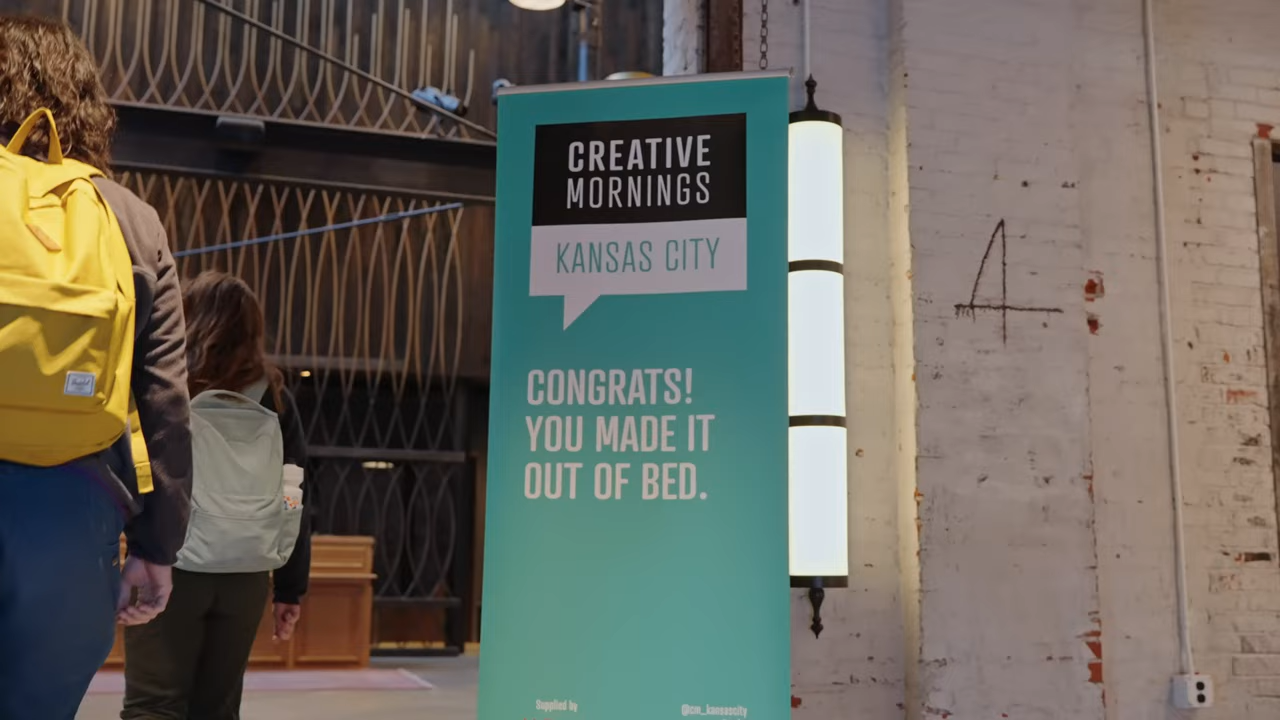 CREATIVE
MORNINGS
KANSAS CITY
CONGRATS!
YOU MADE IT
OUT OF BED.
Supplied by
@cm_kansascity
4